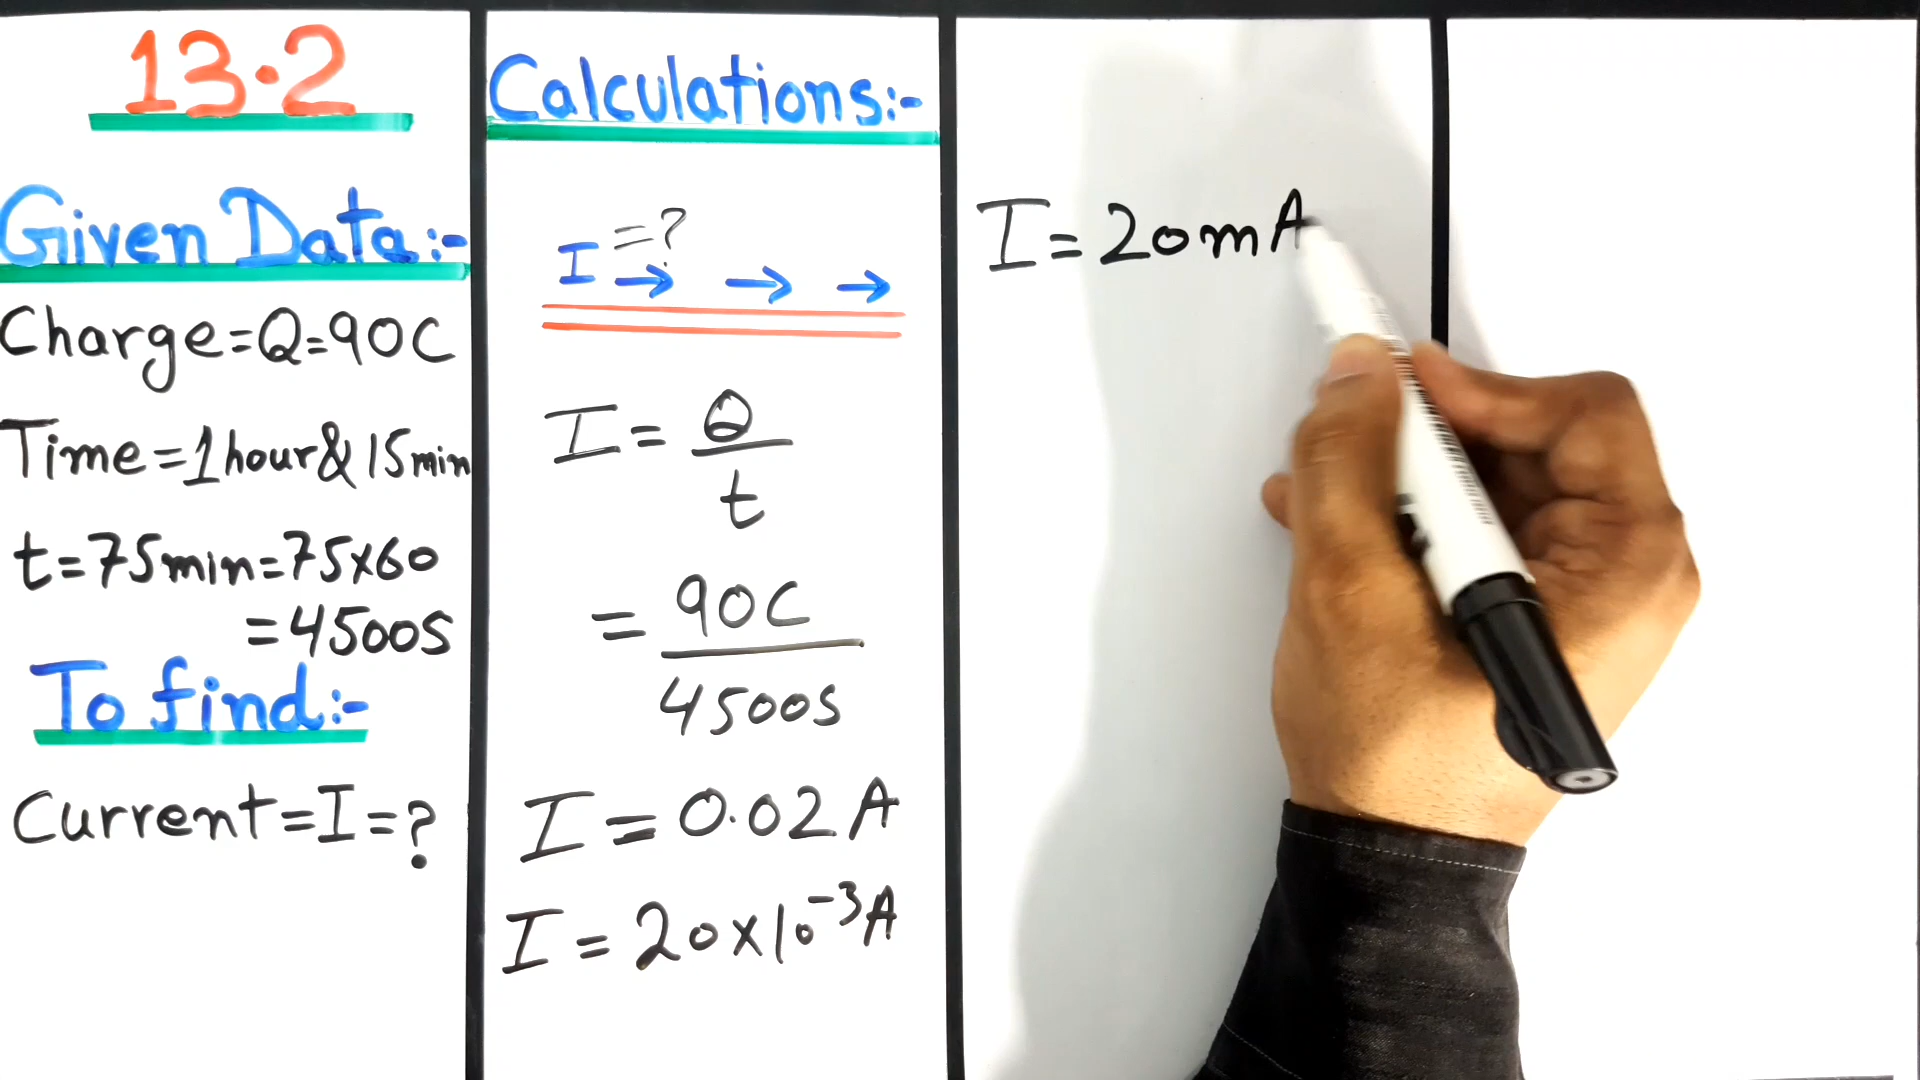 13.2
Given Data:-
Charge=Q=90C
Time=1hour&15min
t=75min=75x60
=4500S
To find:-
Current=I=?
Calculations:-
I=?
→ → →
I = Q/t
= 90C/4500S
I = 0.02 A
I = 20x10⁻³A
I = 20mA